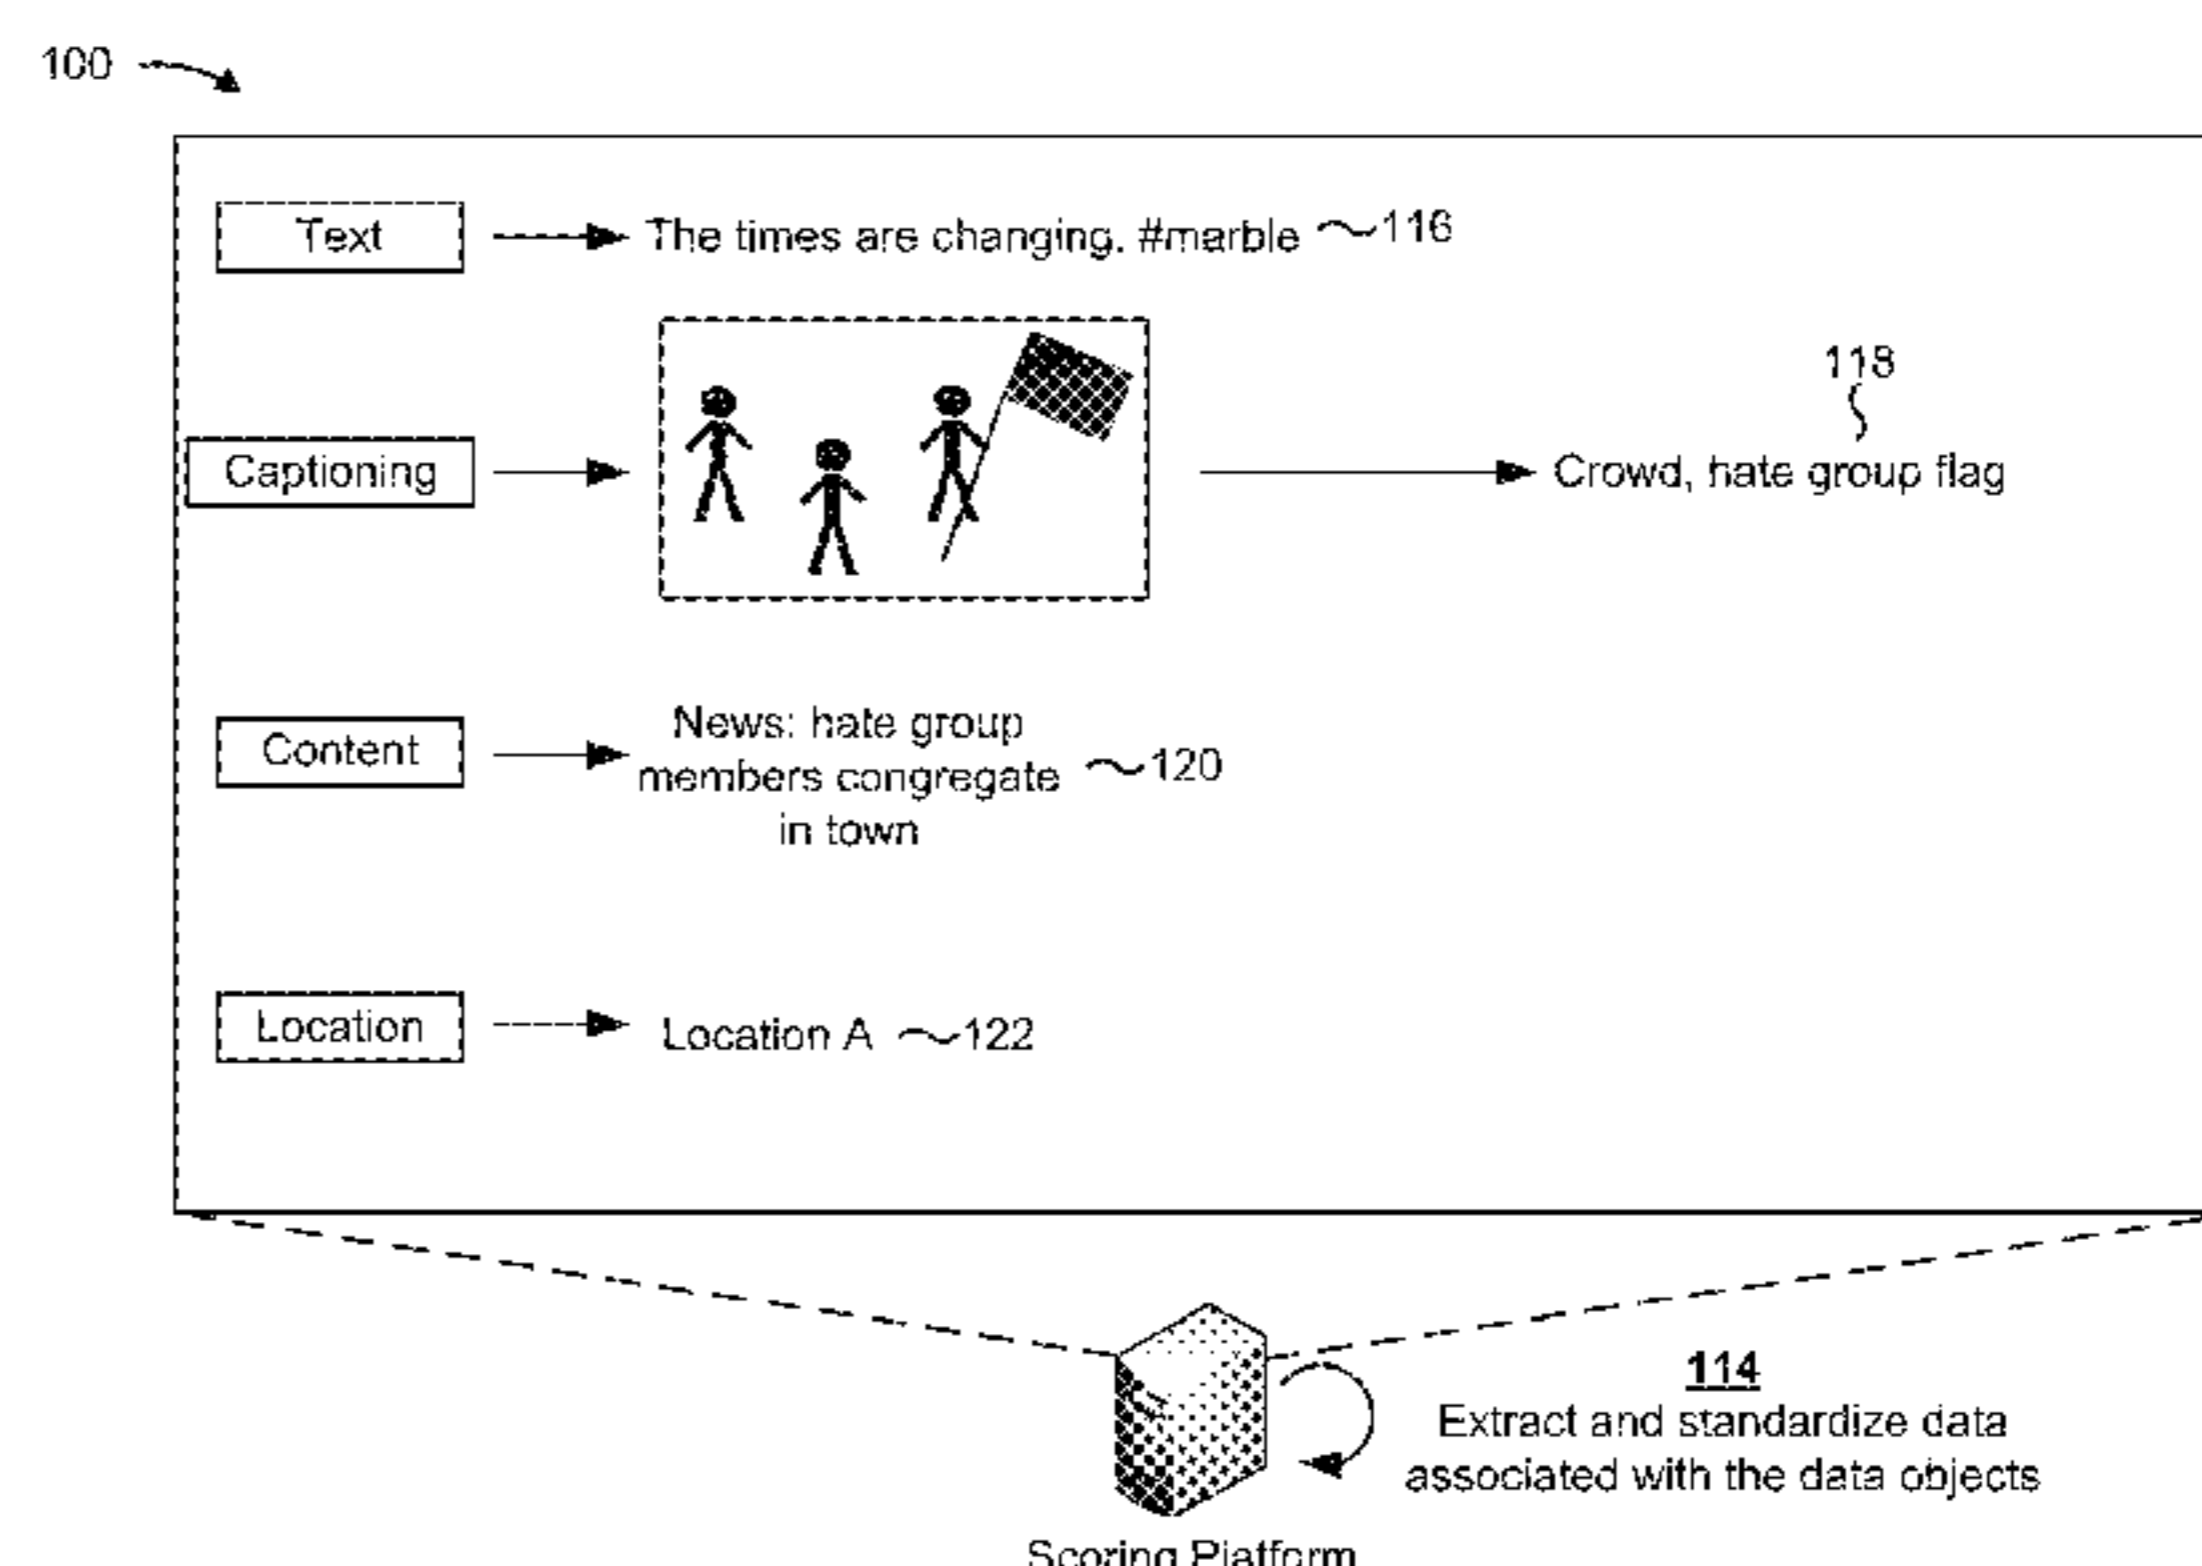 100
Text
The times are changing. #marble 116
118
Captioning
Crowd, hate group flag
Content
News: hate group
members congregate 120
in town
Location
Location A 122
114
Extract and standardize data
associated with the data objects
Scoring Platform